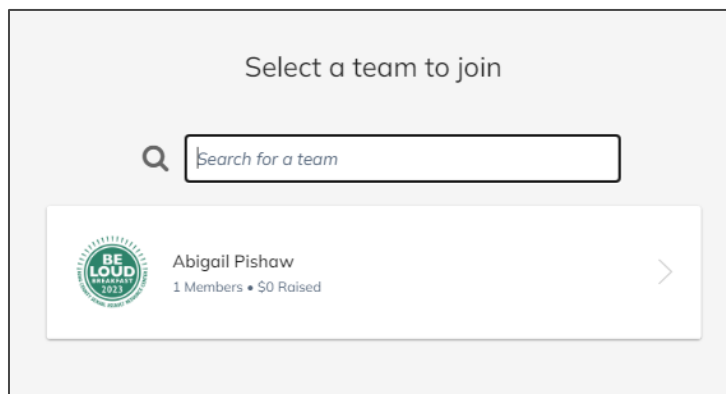 Select a team to join
Search for a team
BE
LOUD
BREAKFAST
2023
Abigail Pishaw
1 Members • $0 Raised